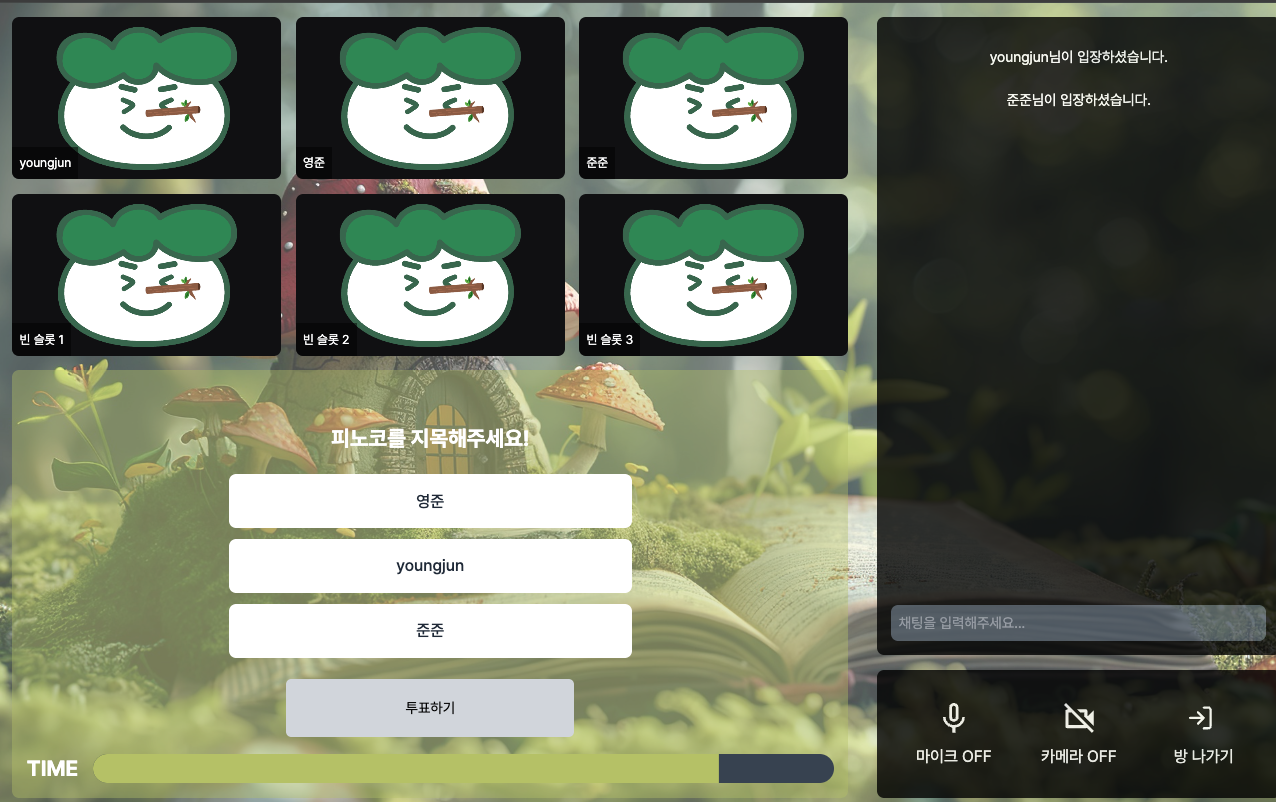 youngjun
영준
준준
빈 슬롯 1
빈 슬롯 2
빈 슬롯 3
피노코를 지목해주세요!
영준
youngjun
준준
투표하기
TIME
youngjun님이 입장하셨습니다.
준준님이 입장하셨습니다.
채팅을 입력해주세요...
마이크 OFF
카메라 OFF
방 나가기